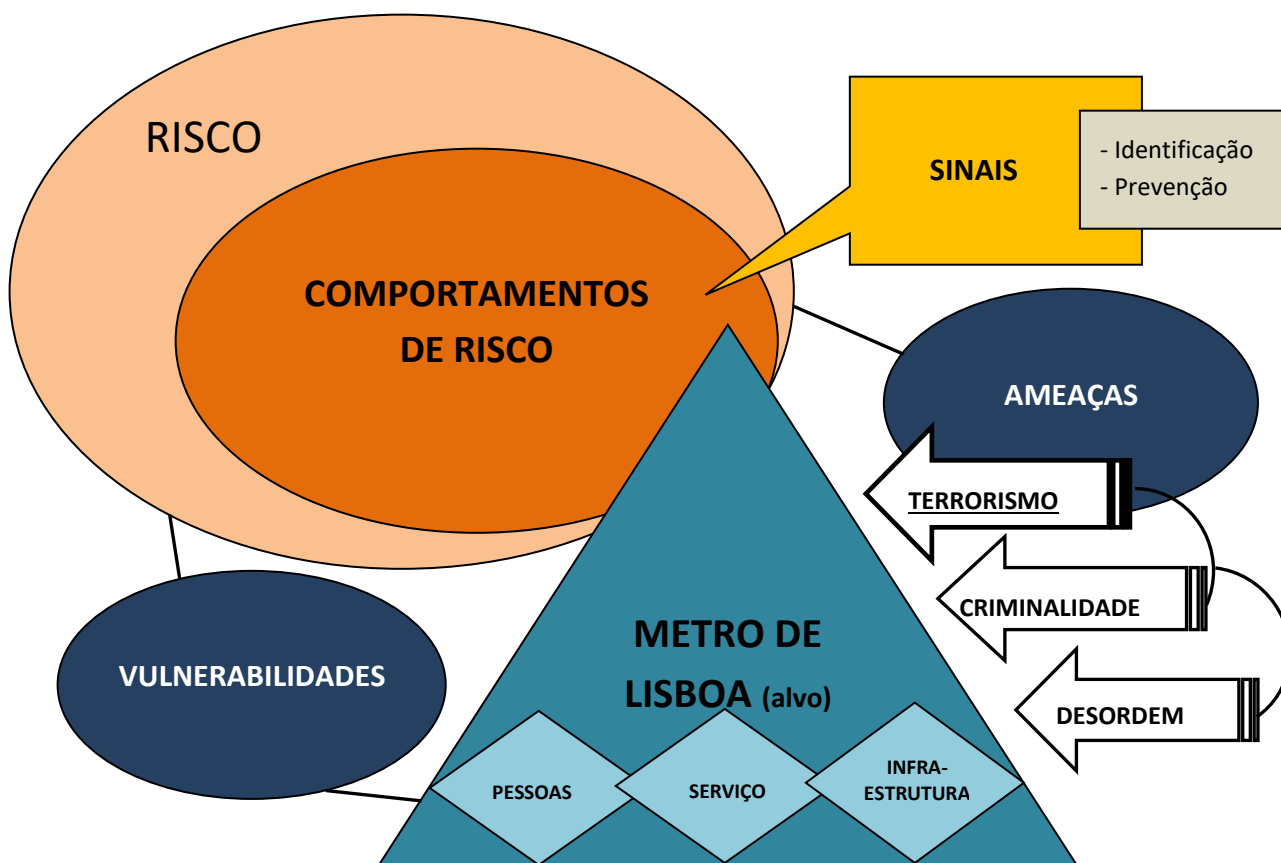 RISCO
SINAIS
- Identificação
- Prevenção
COMPORTAMENTOS
DE RISCO
AMEAÇAS
TERRORISMO
CRIMINALIDADE
DESORDEM
VULNERABILIDADES
METRO DE
LISBOA (alvo)
PESSOAS
SERVIÇO
INFRA-
ESTRUTURA